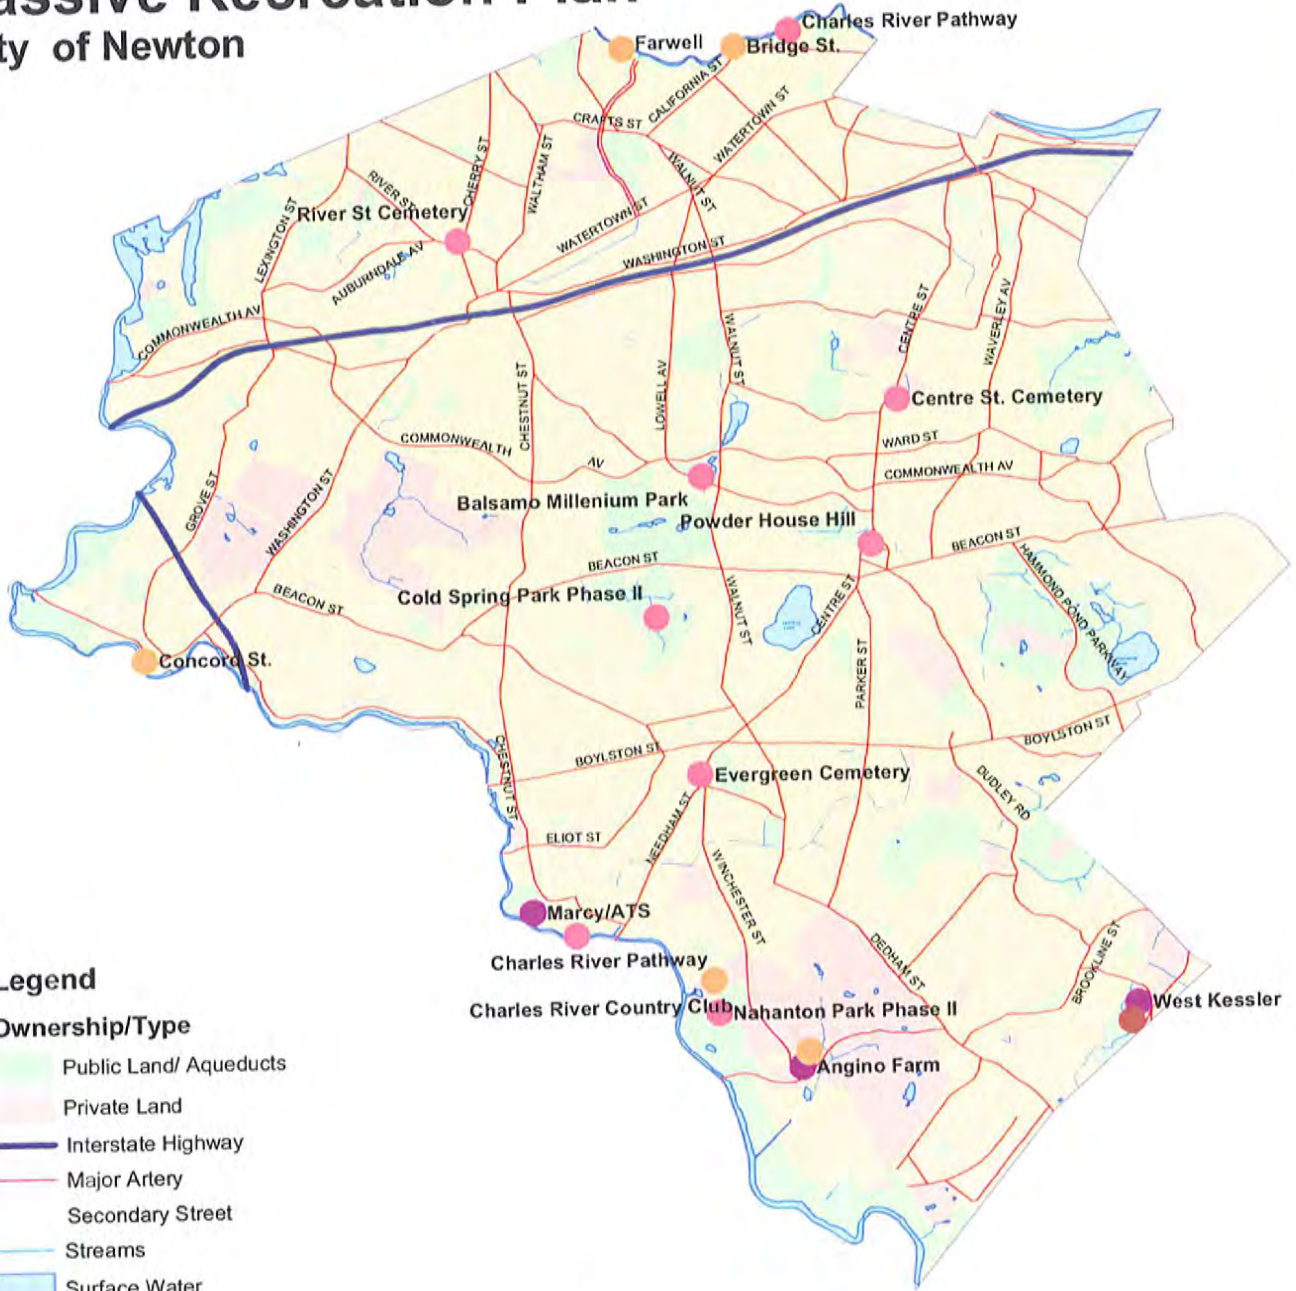 assive Recreation Plan
ty of Newton
Charles River Pathway
Farwell
Bridge St.
CALIFORNIA ST
CRAFTS ST
WATERTOWN ST
WALNUT ST
CHERRY ST
WALTHAM ST
RIVER ST
River St Cemetery
LEXINGTON ST
AUBURNDALE AV
WATERTOWN ST
WASHINGTON ST
COMMONWEALTH AV
CENTRE ST
WAVERLEY AV
WALNUT ST
LOWELL AV
CHESTNUT ST
Centre St. Cemetery
WARD ST
COMMONWEALTH
AV
COMMONWEALTH AV
GROVE ST
WASHINGTON ST
Balsamo Millenium Park
Powder House Hill
BEACON ST
BEACON ST
HAMMOND POND PARKWAY
BEACON ST
Cold Spring Park Phase II
WALNUT ST
CENTRE ST
PARKER ST
Concord St.
BOYLSTON ST
CHESTNUT ST
BOYLSTON ST
Evergreen Cemetery
DUDLEY RD
ELIOT ST
NEEDHAM ST
WINCHESTER ST
Marcy/ATS
DEDHAM ST
BROOKLINE ST
Charles River Pathway
Charles River Country Club
Nahanton Park Phase II
West Kessler
Angino Farm
Legend
Ownership/Type
Public Land/ Aqueducts
Private Land
Interstate Highway
Major Artery
Secondary Street
Streams
Surface Water